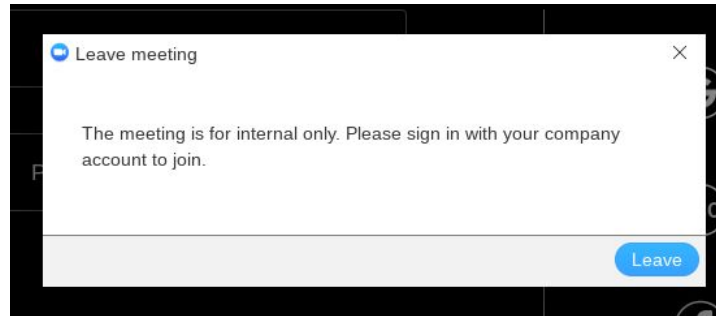 Leave meeting
The meeting is for internal only. Please sign in with your company
account to join.
P
Leave